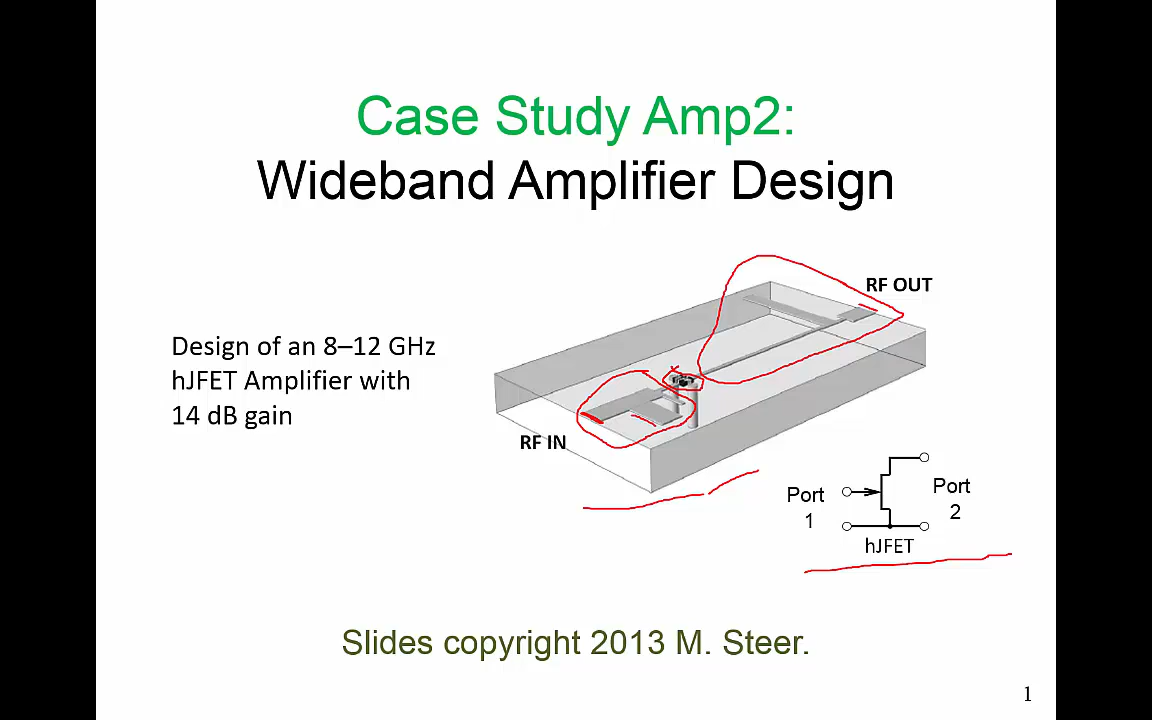 Case Study Amp2:
Wideband Amplifier Design
Design of an 8–12 GHz
hJFET Amplifier with
14 dB gain
RF OUT
RF IN
Port
1
Port
2
hJFET
Slides copyright 2013 M. Steer.
1